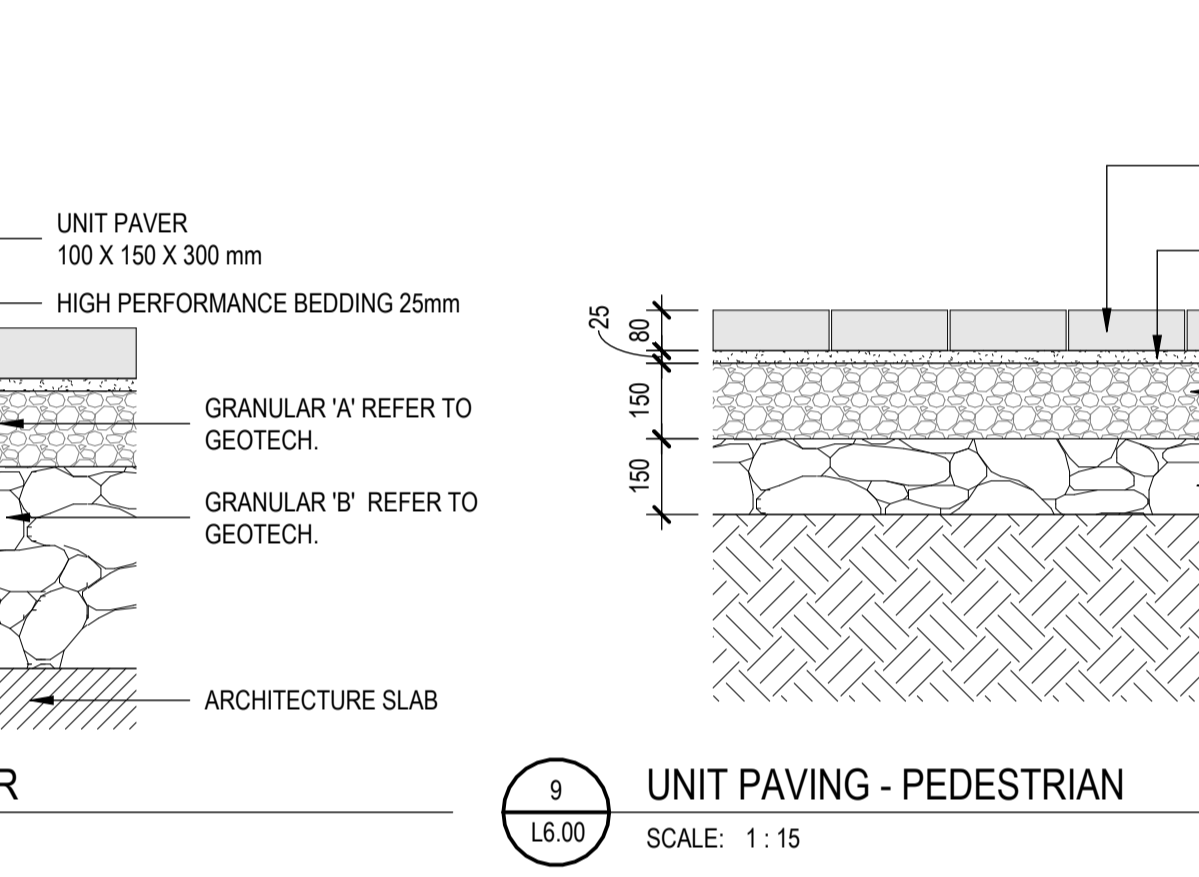 UNIT PAVER
100 X 150 X 300 mm
HIGH PERFORMANCE BEDDING 25mm
GRANULAR 'A' REFER TO
GEOTECH.
GRANULAR 'B'  REFER TO
GEOTECH.
ARCHITECTURE SLAB
R
25
80
150
150
9
L6.00
UNIT PAVING - PEDESTRIAN
SCALE:   1 : 15